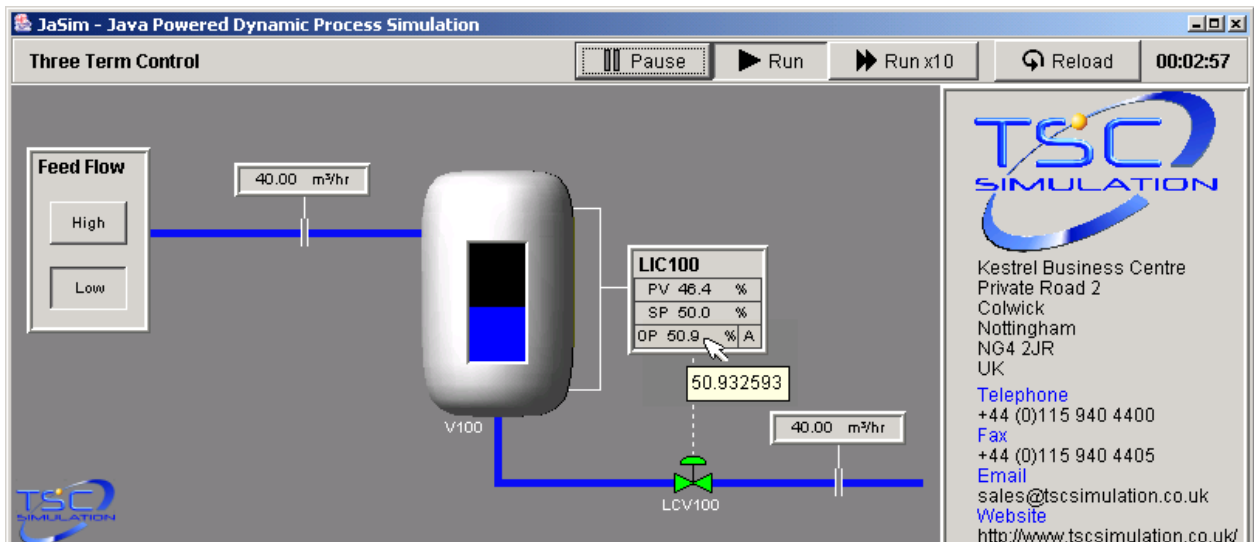 JaSim - Java Powered Dynamic Process Simulation
Three Term Control
Pause
Run
Run x10
Reload
00:02:57
Feed Flow
High
Low
40.00 m³/hr
V100
LIC100
PV 46.4 %
SP 50.0 %
OP 50.9 % A
50.932593
40.00 m³/hr
LCV100
TSC
SIMULATION
TSC
SIMULATION
Kestrel Business Centre
Private Road 2
Colwick
Nottingham
NG4 2JR
UK
Telephone
+44 (0)115 940 4400
Fax
+44 (0)115 940 4405
Email
sales@tscsimulation.co.uk
Website
http://www.tscsimulation.co.uk/